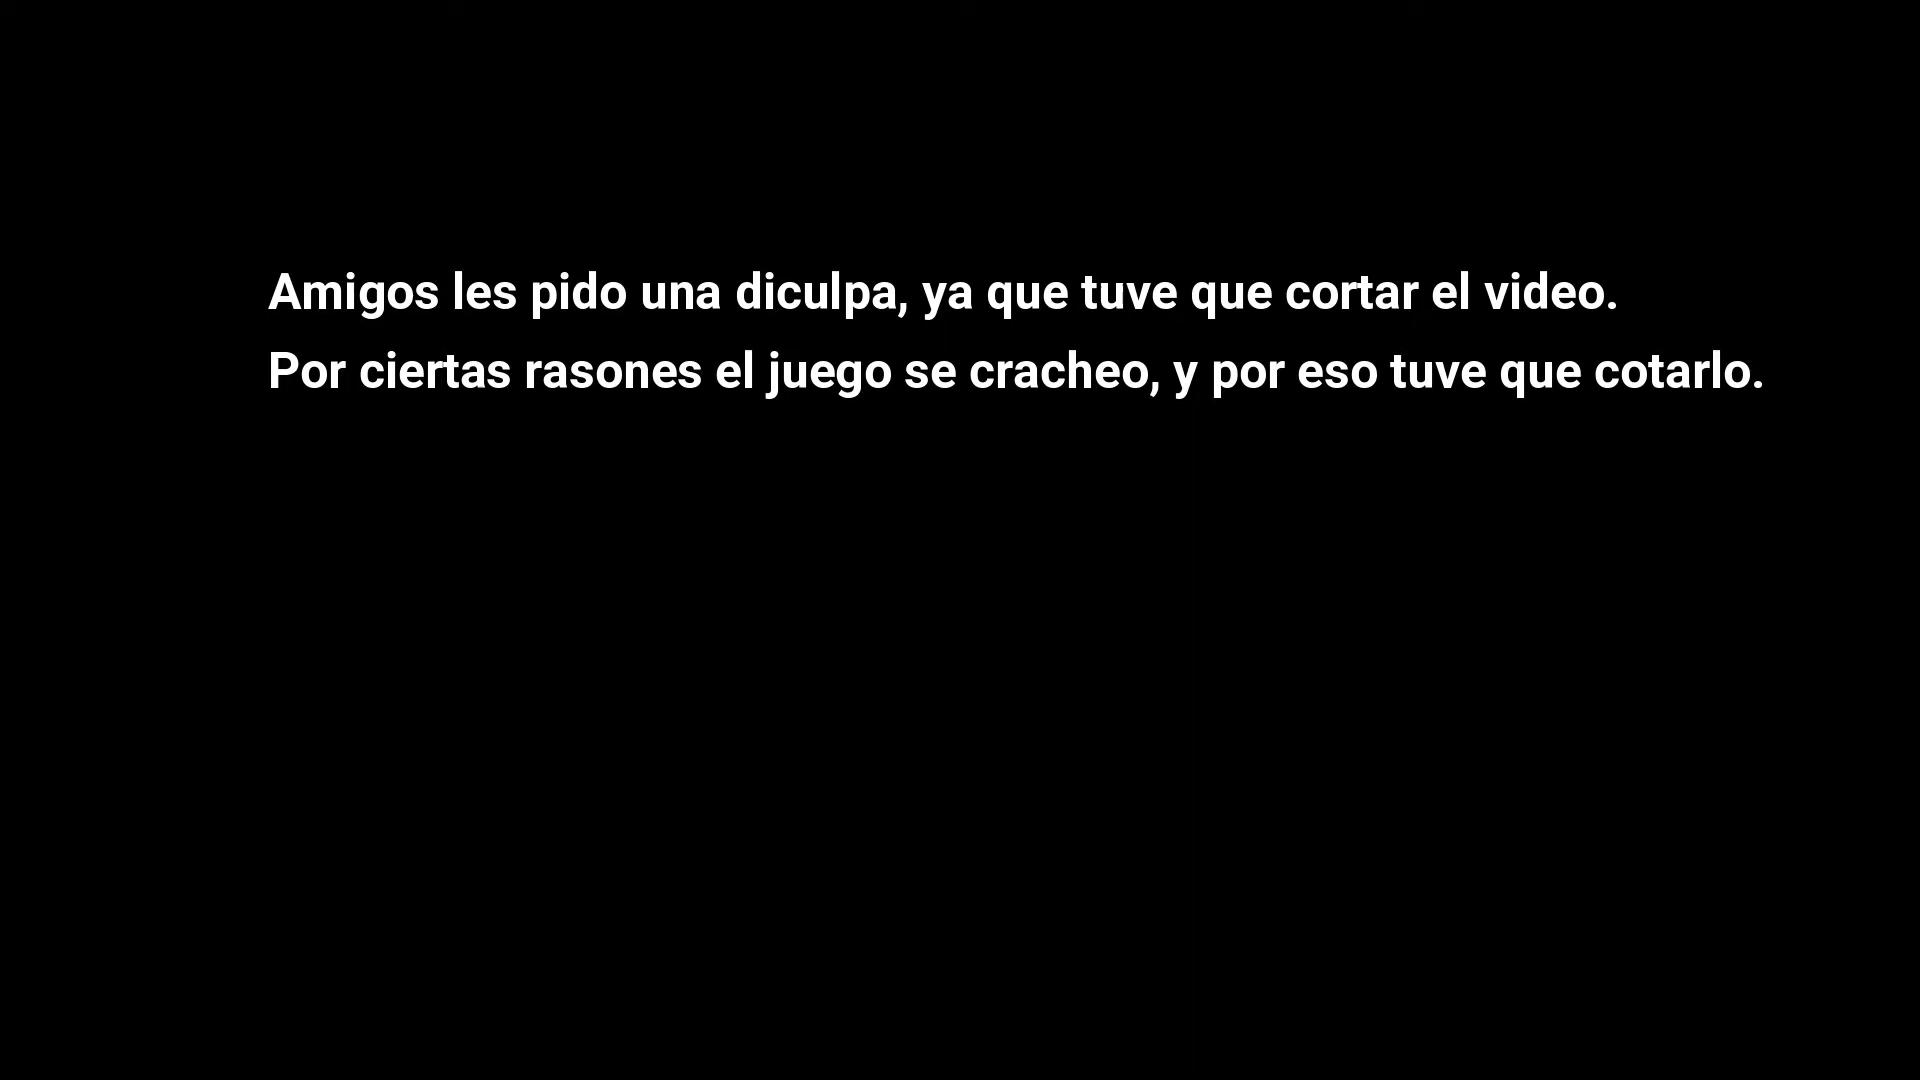 Amigos les pido una diculpa, ya que tuve que cortar el video.
Por ciertas rasones el juego se cracheo, y por eso tuve que cotarlo.